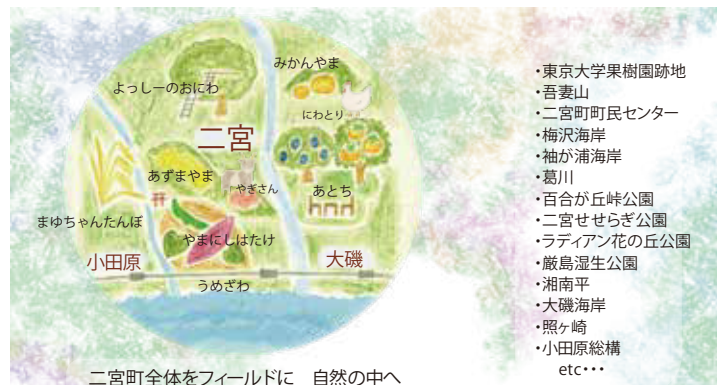 みかんやま
よっしーのおにわ
にわとり
二宮
あずまやま
やぎさん
あとち
まゆちゃんたんぼ
やまにしはたけ
小田原
大磯
うめざわ
二宮町全体をフィールドに 自然の中へ
・東京大学果樹園跡地
・吾妻山
・二宮町町民センター
・梅沢海岸
・袖が浦海岸
・葛川
・百合が丘峠公園
・二宮せせらぎ公園
・ラディアン花の丘公園
・厳島湿生公園
・湘南平
・大磯海岸
・照ヶ崎
・小田原総構
etc・・・